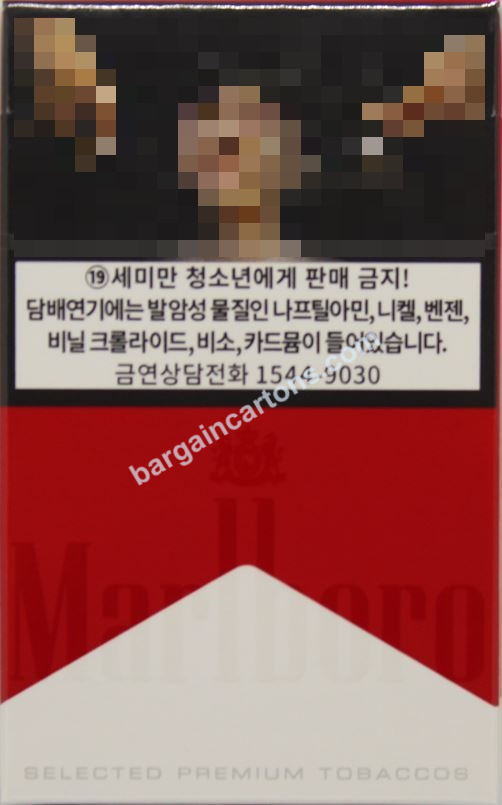 ⑲세미만 청소년에게 판매 금지!
담배연기에는 발암성 물질인 나프틸아민, 니켈, 벤젠,
비닐 크롤라이드, 비소, 카드뮴이 들어있습니다.
금연상담전화 1544-9030
bargaincartons.com
Marlboro
SELECTED PREMIUM TOBACCOS